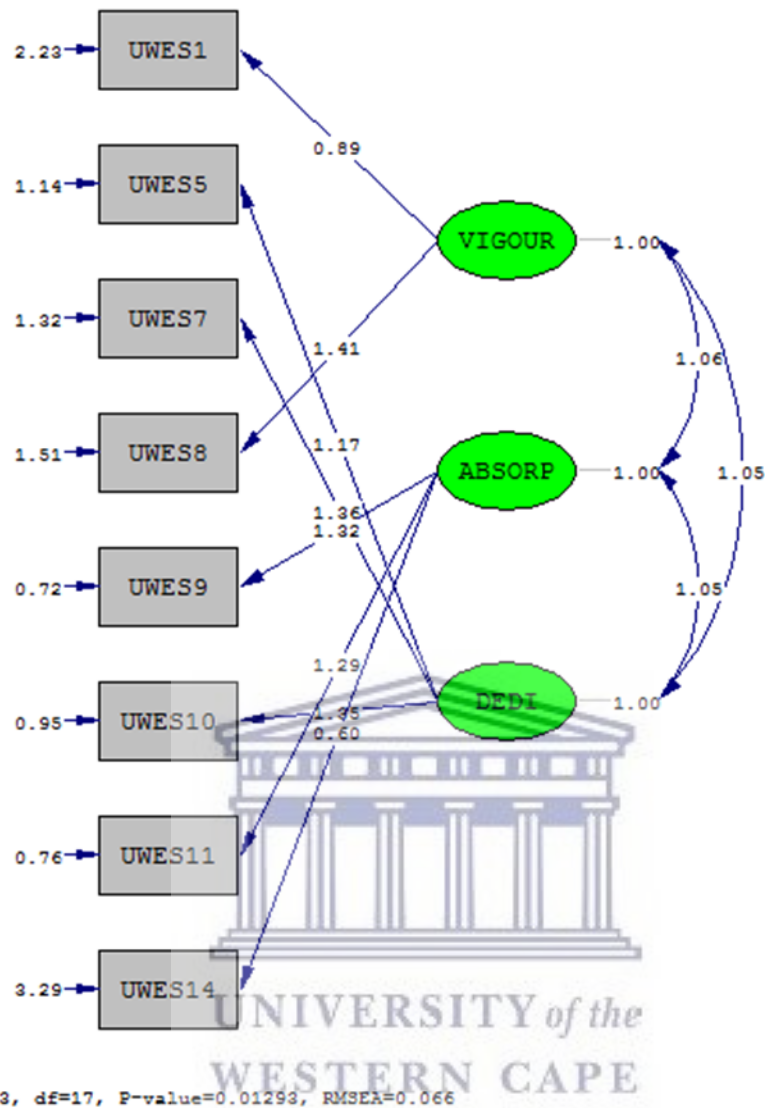 2.23 UWES1
0.89
1.14 UWES5
VIGOUR 1.00
1.32 UWES7
1.41
1.06
1.51 UWES8
1.17
ABSORP 1.00 1.05
1.36
1.32
0.72 UWES9
1.05
1.29
DEDI 1.00
0.95 UWES10
1.35
0.60
0.76 UWES11
3.29 UWES14
UNIVERSITY of the
WESTERN CAPE
3, df=17, P-value=0.01293, RMSEA=0.066